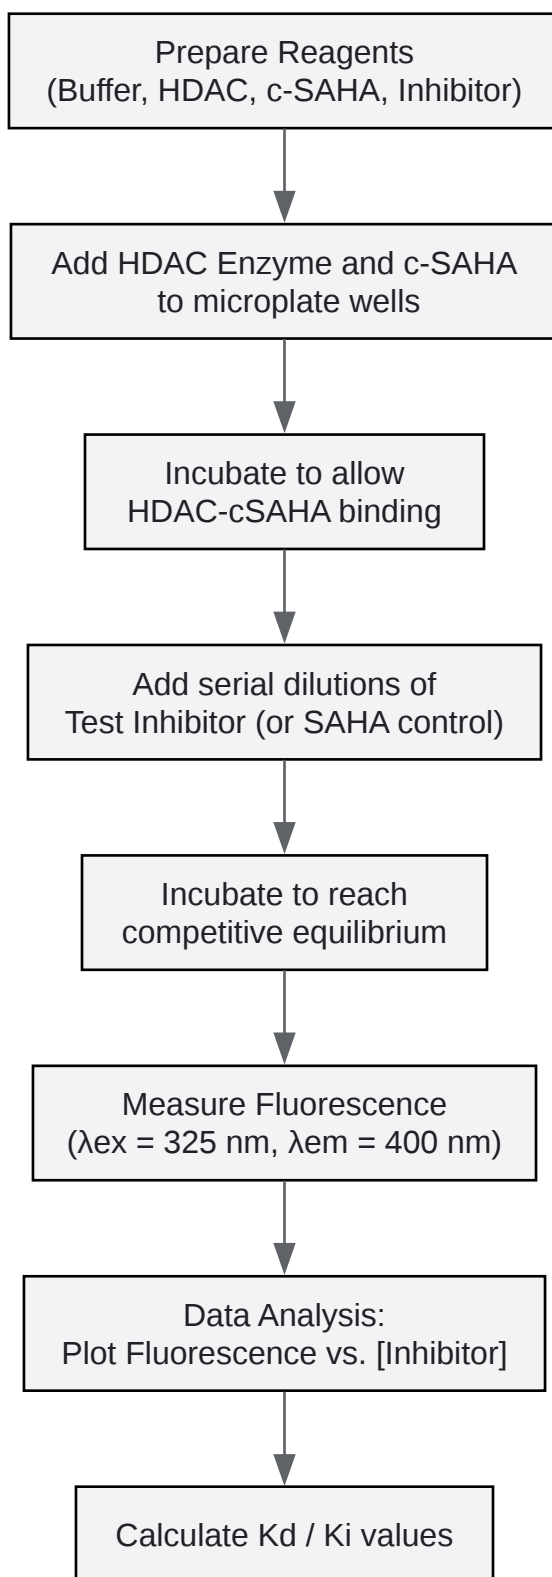 Prepare Reagents
(Buffer, HDAC, c-SAHA, Inhibitor)
Add HDAC Enzyme and c-SAHA
to microplate wells
Incubate to allow
HDAC-cSAHA binding
Add serial dilutions of
Test Inhibitor (or SAHA control)
Incubate to reach
competitive equilibrium
Measure Fluorescence
(λex = 325 nm, λem = 400 nm)
Data Analysis:
Plot Fluorescence vs. [Inhibitor]
Calculate Kd / Ki values